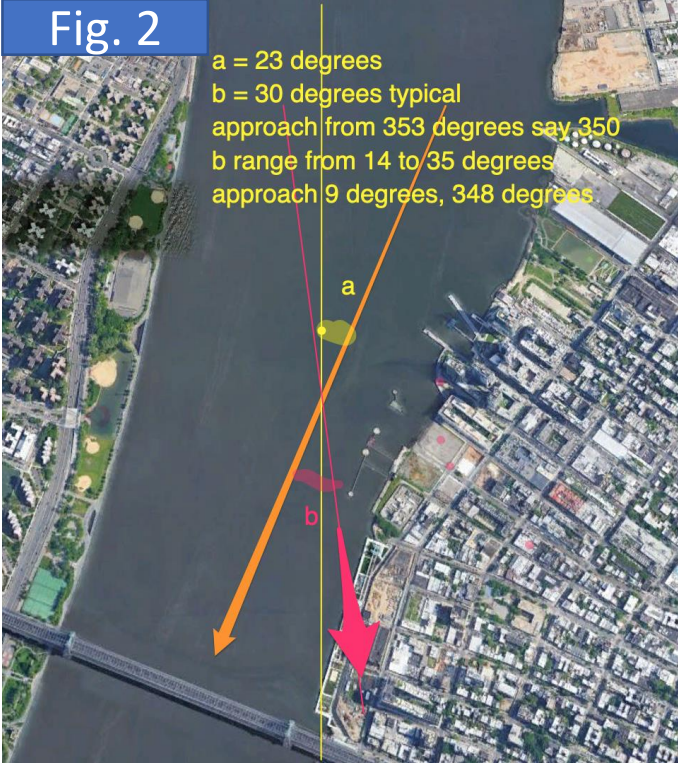 Fig. 2
a = 23 degrees
b = 30 degrees typical
approach from 353 degrees say 350
b range from 14 to 35 degrees
approach 9 degrees, 348 degrees
a
b